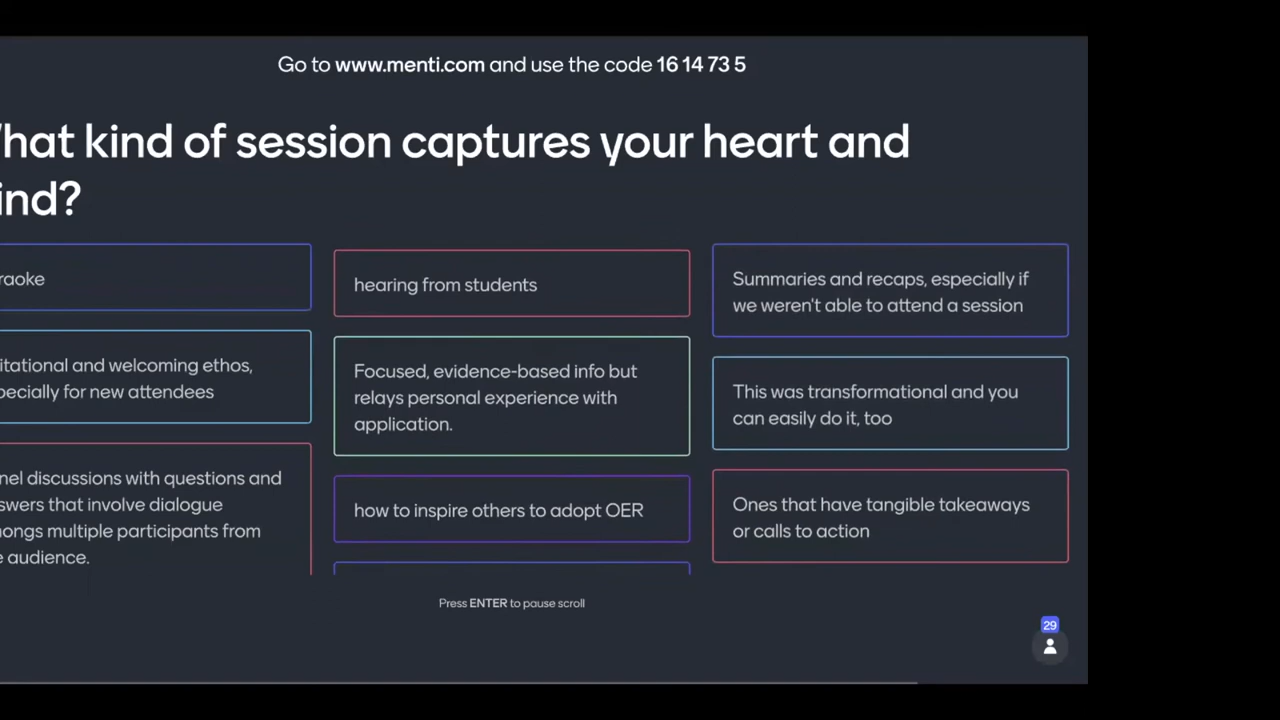 Go to www.menti.com and use the code 16 14 73 5
hat kind of session captures your heart and
ind?
raoke
itational and welcoming ethos,
pecially for new attendees
nel discussions with questions and
swers that involve dialogue
mongs multiple participants from
e audience.
hearing from students
Focused, evidence-based info but
relays personal experience with
application.
how to inspire others to adopt OER
Summaries and recaps, especially if
we weren't able to attend a session
This was transformational and you
can easily do it, too
Ones that have tangible takeaways
or calls to action
Press ENTER to pause scroll
29